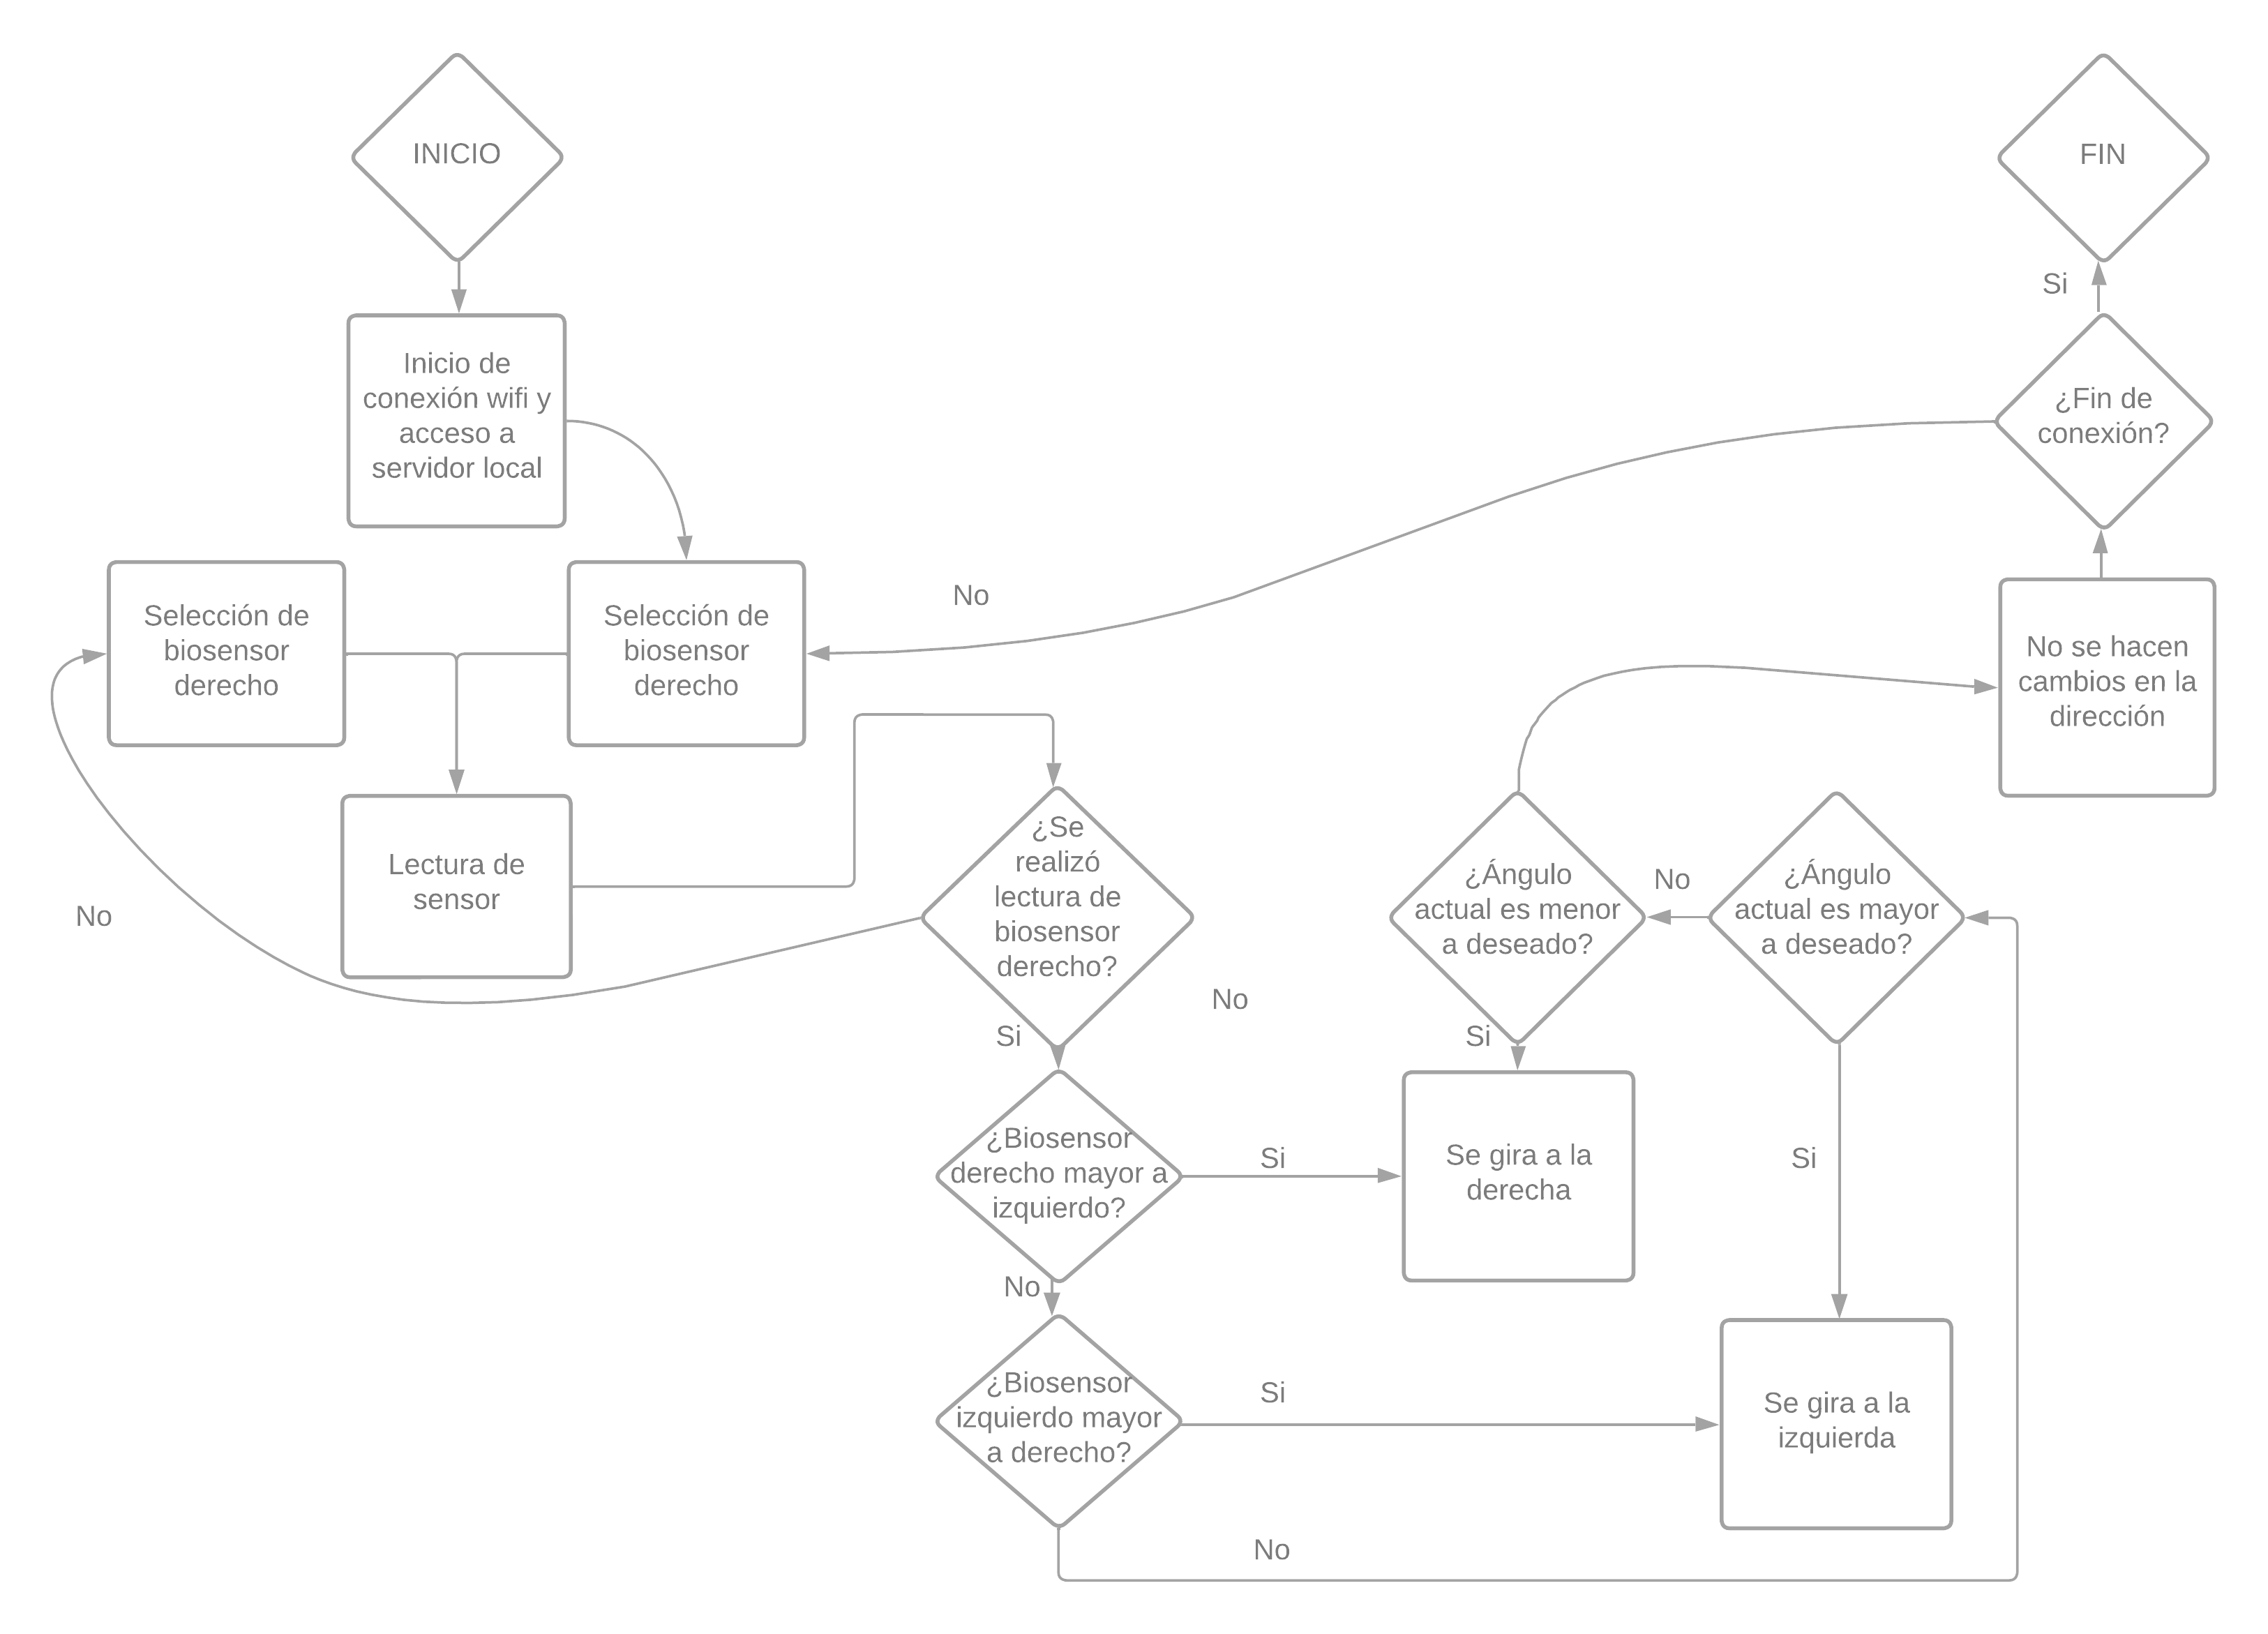 INICIO
FIN
Si
Inicio de
conexión wifi y
acceso a
servidor local
¿Fin de
conexión?
No
Selección de
biosensor
derecho
Selección de
biosensor
derecho
No se hacen
cambios en la
dirección
Lectura de
sensor
No
¿Se
realizó
lectura de
biosensor
derecho?
¿Ángulo
actual es menor
a deseado?
No
¿Ángulo
actual es mayor
a deseado?
No
Si
Si
¿Biosensor
derecho mayor a
izquierdo?
Si
Se gira a la
derecha
Si
No
¿Biosensor
izquierdo mayor
a derecho?
Si
Se gira a la
izquierda
No